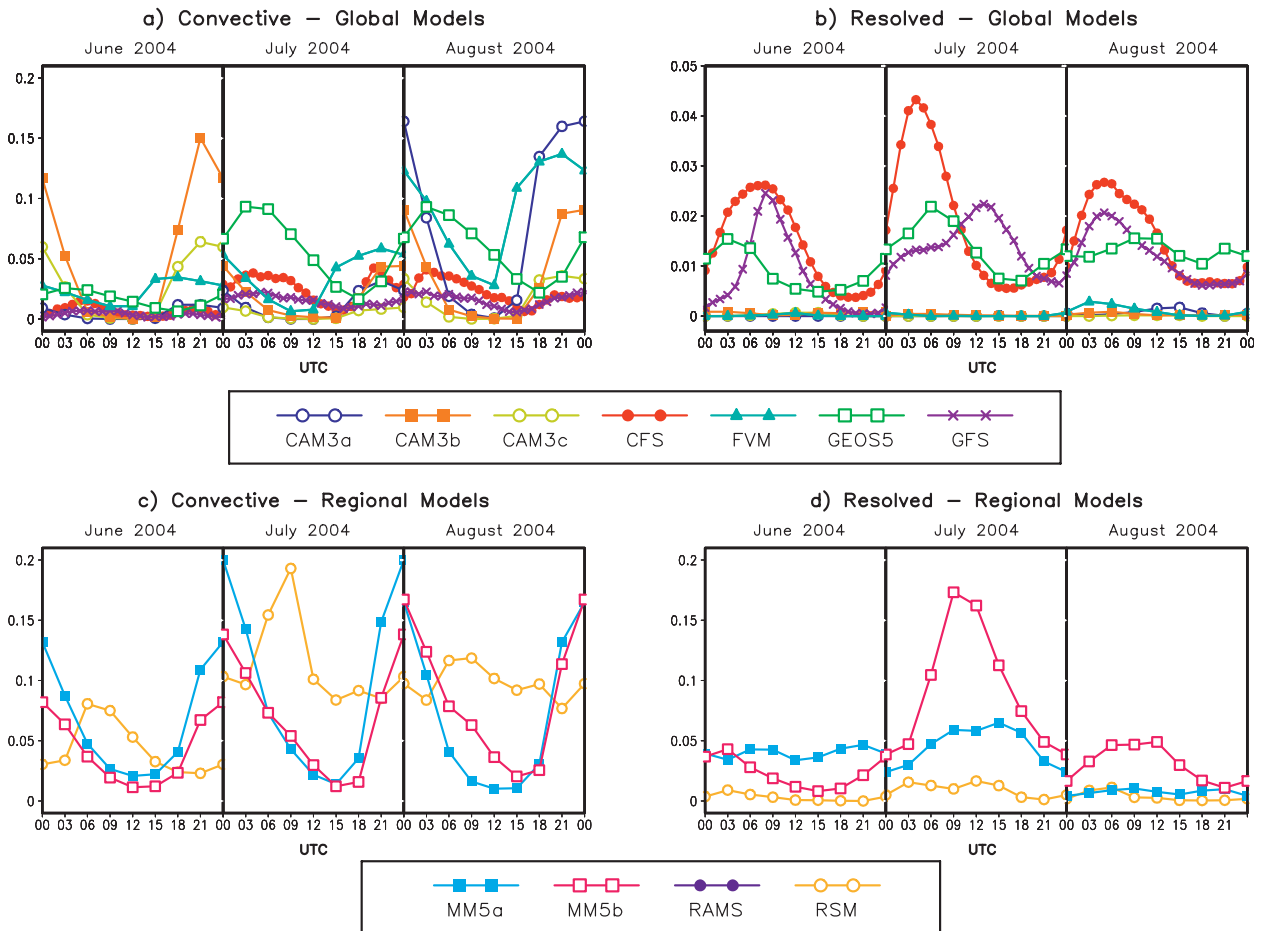 a) Convective – Global Models
June 2004 July 2004 August 2004
0.2
0.15
0.1
0.05
0
00 03 06 09 12 15 18 21 00 03 06 09 12 15 18 21 00 03 06 09 12 15 18 21 00
UTC
b) Resolved – Global Models
June 2004 July 2004 August 2004
0.05
0.04
0.03
0.02
0.01
0
00 03 06 09 12 15 18 21 00 03 06 09 12 15 18 21 00 03 06 09 12 15 18 21 00
UTC
CAM3a CAM3b CAM3c CFS FVM GEOS5 GFS
c) Convective – Regional Models
June 2004 July 2004 August 2004
0.2
0.15
0.1
0.05
0
00 03 06 09 12 15 18 21 00 03 06 09 12 15 18 21 00 03 06 09 12 15 18 21 00
UTC
d) Resolved – Regional Models
June 2004 July 2004 August 2004
0.2
0.15
0.1
0.05
0
00 03 06 09 12 15 18 21 00 03 06 09 12 15 18 21 00 03 06 09 12 15 18 21
UTC
MM5a MM5b RAMS RSM